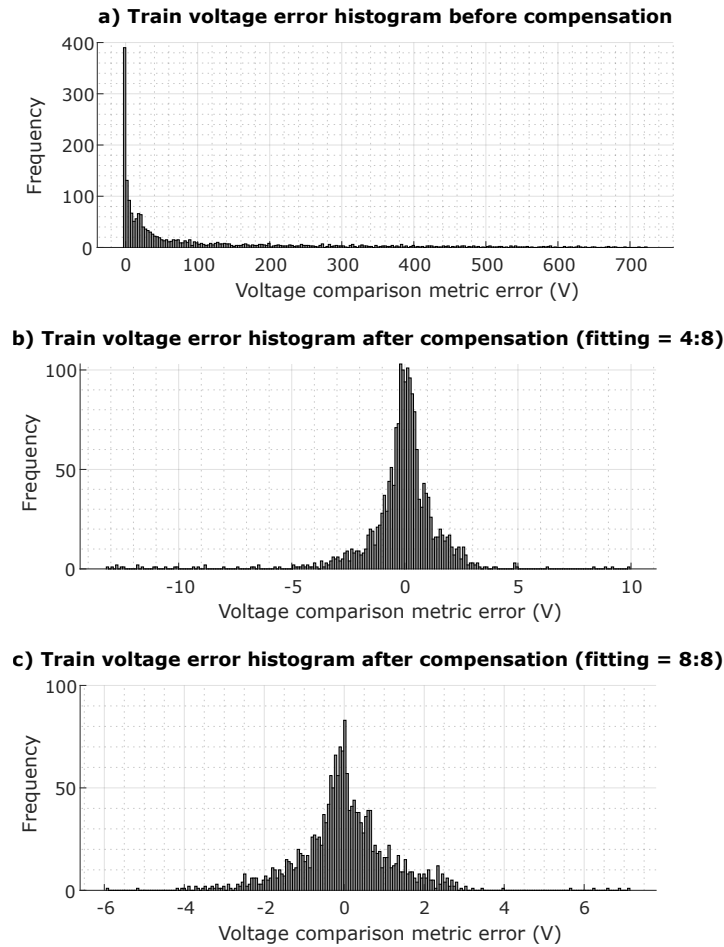 a) Train voltage error histogram before compensation
400
300
200
100
0
Frequency
0 100 200 300 400 500 600 700
Voltage comparison metric error (V)
b) Train voltage error histogram after compensation (fitting = 4:8)
100
50
0
Frequency
-10 -5 0 5 10
Voltage comparison metric error (V)
c) Train voltage error histogram after compensation (fitting = 8:8)
100
50
0
Frequency
-6 -4 -2 0 2 4 6
Voltage comparison metric error (V)